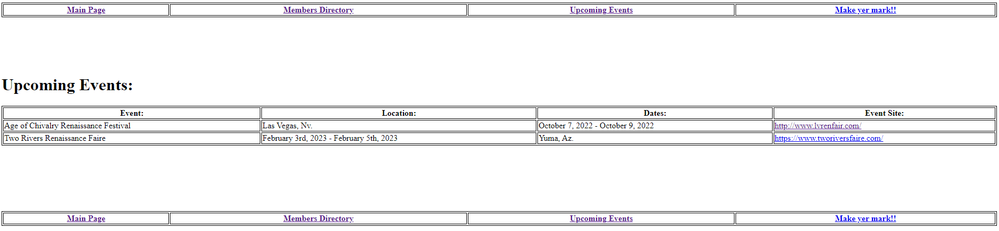 Main Page Members Directory Upcoming Events Make yer mark!!
Upcoming Events:
Event: Location: Dates: Event Site:
Age of Chivalry Renaissance Festival Las Vegas, Nv. October 7, 2022 - October 9, 2022 http://www.lvrenfair.com/
Two Rivers Renaissance Faire February 3rd, 2023 - February 5th, 2023 Yuma, Az. https://www.tworiversfaire.com/
Main Page Members Directory Upcoming Events Make yer mark!!